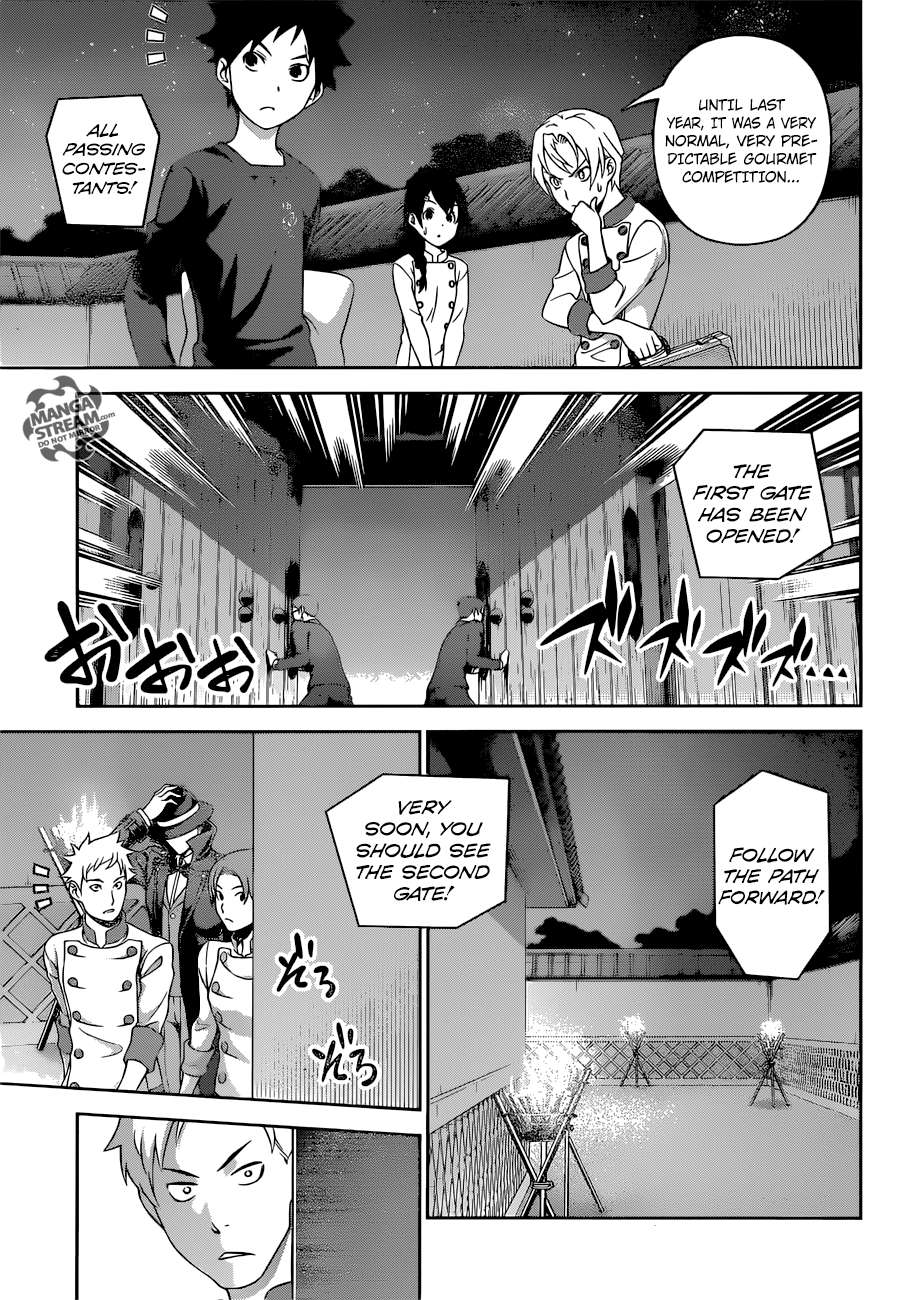 UNTIL LAST
YEAR, IT WAS A VERY
NORMAL, VERY PRE-
DICTABLE GOURMET
COMPETITION...
ALL
PASSING
CONTES-
TANTS!
MANGA
STREAM.com
DO NOT MIRROR!
THE
FIRST GATE
HAS BEEN
OPENED!
ズズズズ...
おおおお
FOLLOW
THE PATH
FORWARD!
VERY
SOON, YOU
SHOULD SEE
THE SECOND
GATE!
ぞろ
ぞろ